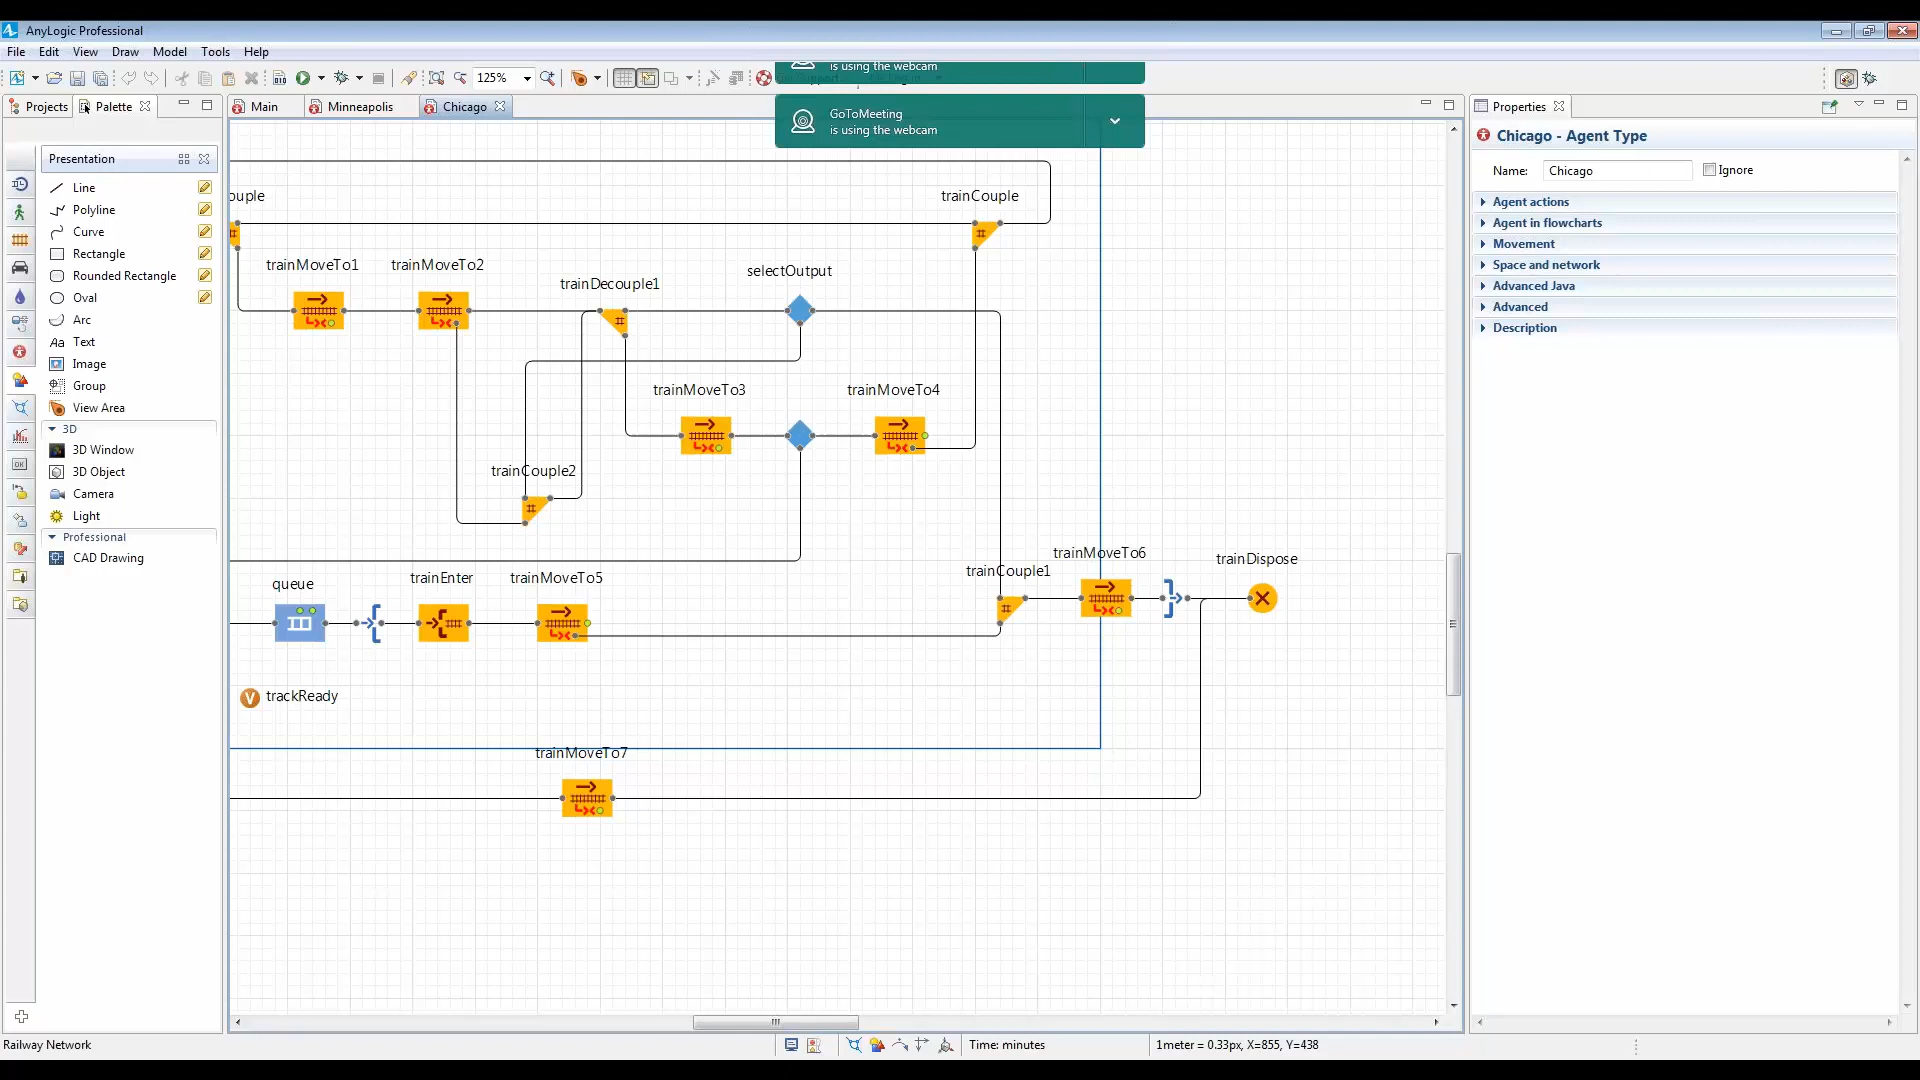 AnyLogic Professional
File Edit View Draw Model Tools Help
125%
is using the webcam
GoToMeeting
is using the webcam
Projects Palette
Main Minneapolis Chicago
Properties
Presentation
Line
Polyline
Curve
Rectangle
Rounded Rectangle
Oval
Arc
Aa Text
Image
Group
View Area
3D
3D Window
3D Object
Camera
Light
Professional
CAD Drawing
ouple
trainCouple
trainMoveTo1
trainMoveTo2
trainDecouple1
selectOutput
trainMoveTo3
trainMoveTo4
trainCouple2
queue
trainEnter
trainMoveTo5
trainCouple1
trainMoveTo6
trainDispose
V trackReady
trainMoveTo7
Chicago - Agent Type
Name: Chicago Ignore
Agent actions
Agent in flowcharts
Movement
Space and network
Advanced Java
Advanced
Description
Railway Network
Time: minutes
1meter = 0.33px, X=855, Y=438